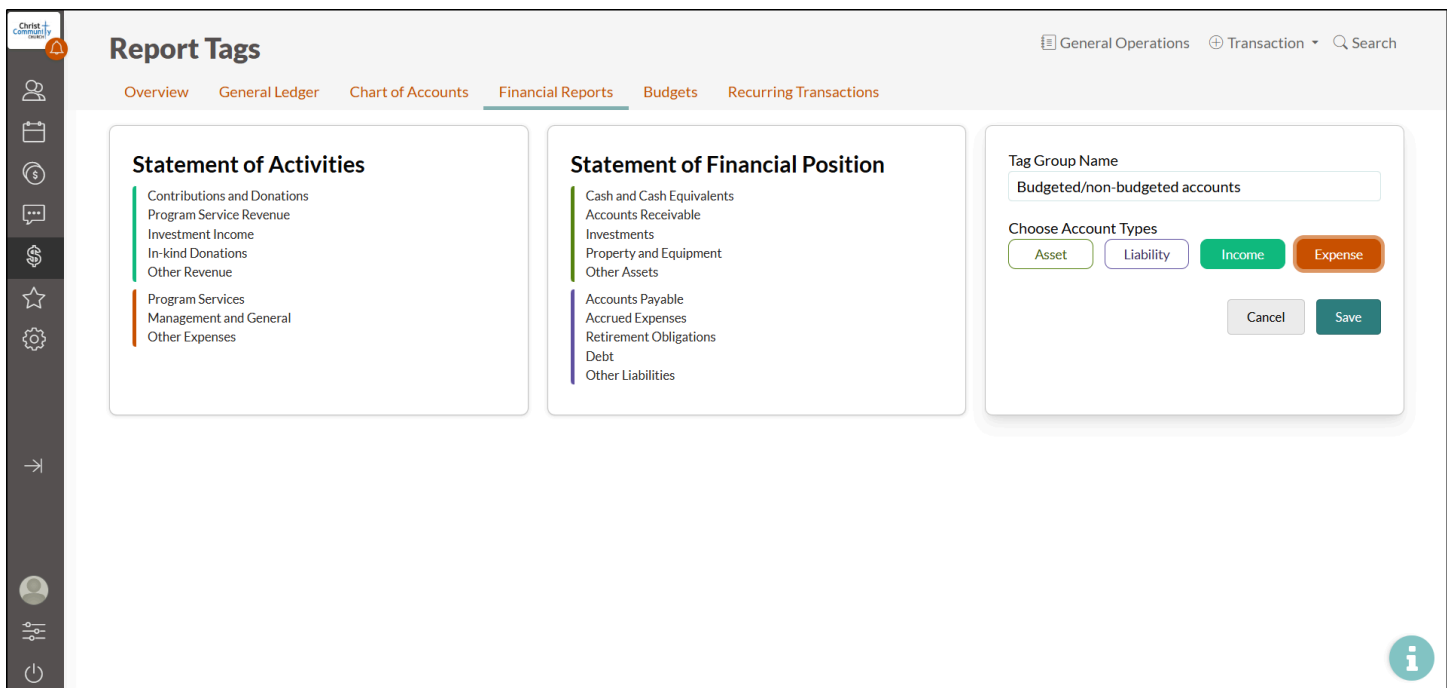 Christ
Community
CHURCH
Report Tags
General Operations
Transaction
Search
Overview
General Ledger
Chart of Accounts
Financial Reports
Budgets
Recurring Transactions
Statement of Activities
Contributions and Donations
Program Service Revenue
Investment Income
In-kind Donations
Other Revenue
Program Services
Management and General
Other Expenses
Statement of Financial Position
Cash and Cash Equivalents
Accounts Receivable
Investments
Property and Equipment
Other Assets
Accounts Payable
Accrued Expenses
Retirement Obligations
Debt
Other Liabilities
Tag Group Name
Budgeted/non-budgeted accounts
Choose Account Types
Asset
Liability
Income
Expense
Cancel
Save